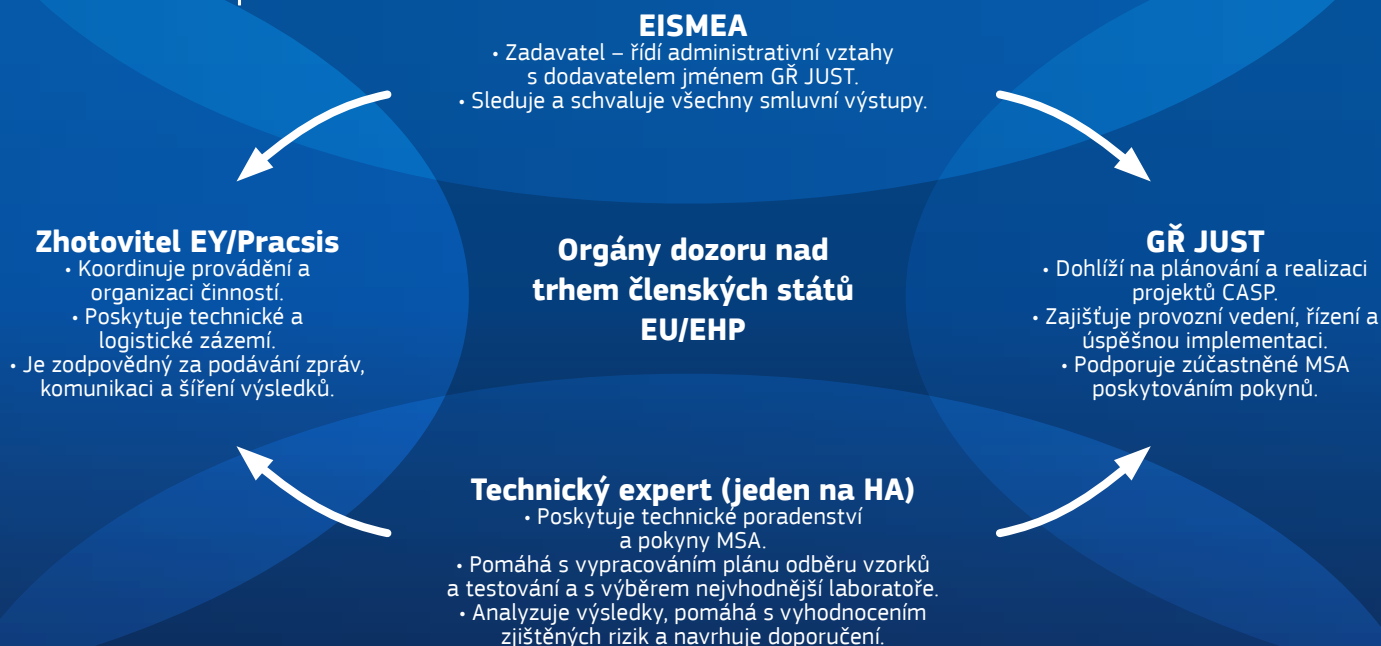 EISMEA
• Zadavatel – řídí administrativní vztahy
s dodavatelem jménem GŘ JUST.
• Sleduje a schvaluje všechny smluvní výstupy.
Zhotovitel EY/Pracsis
• Koordinuje provádění a
organizaci činností.
• Poskytuje technické a
logistické zázemí.
• Je zodpovědný za podávání zpráv,
komunikaci a šíření výsledků.
Orgány dozoru nad
trhem členských států
EU/EHP
GŘ JUST
• Dohlíží na plánování a realizaci
projektů CASP.
• Zajišťuje provozní vedení, řízení a
úspěšnou implementaci.
• Podporuje zúčastněné MSA
poskytováním pokynů.
Technický expert (jeden na HA)
• Poskytuje technické poradenství
a pokyny MSA.
• Pomáhá s vypracováním plánu odběru vzorků
a testování a s výběrem nejvhodnější laboratoře.
• Analyzuje výsledky, pomáhá s vyhodnocením
zjištěných rizik a navrhuje doporučení.